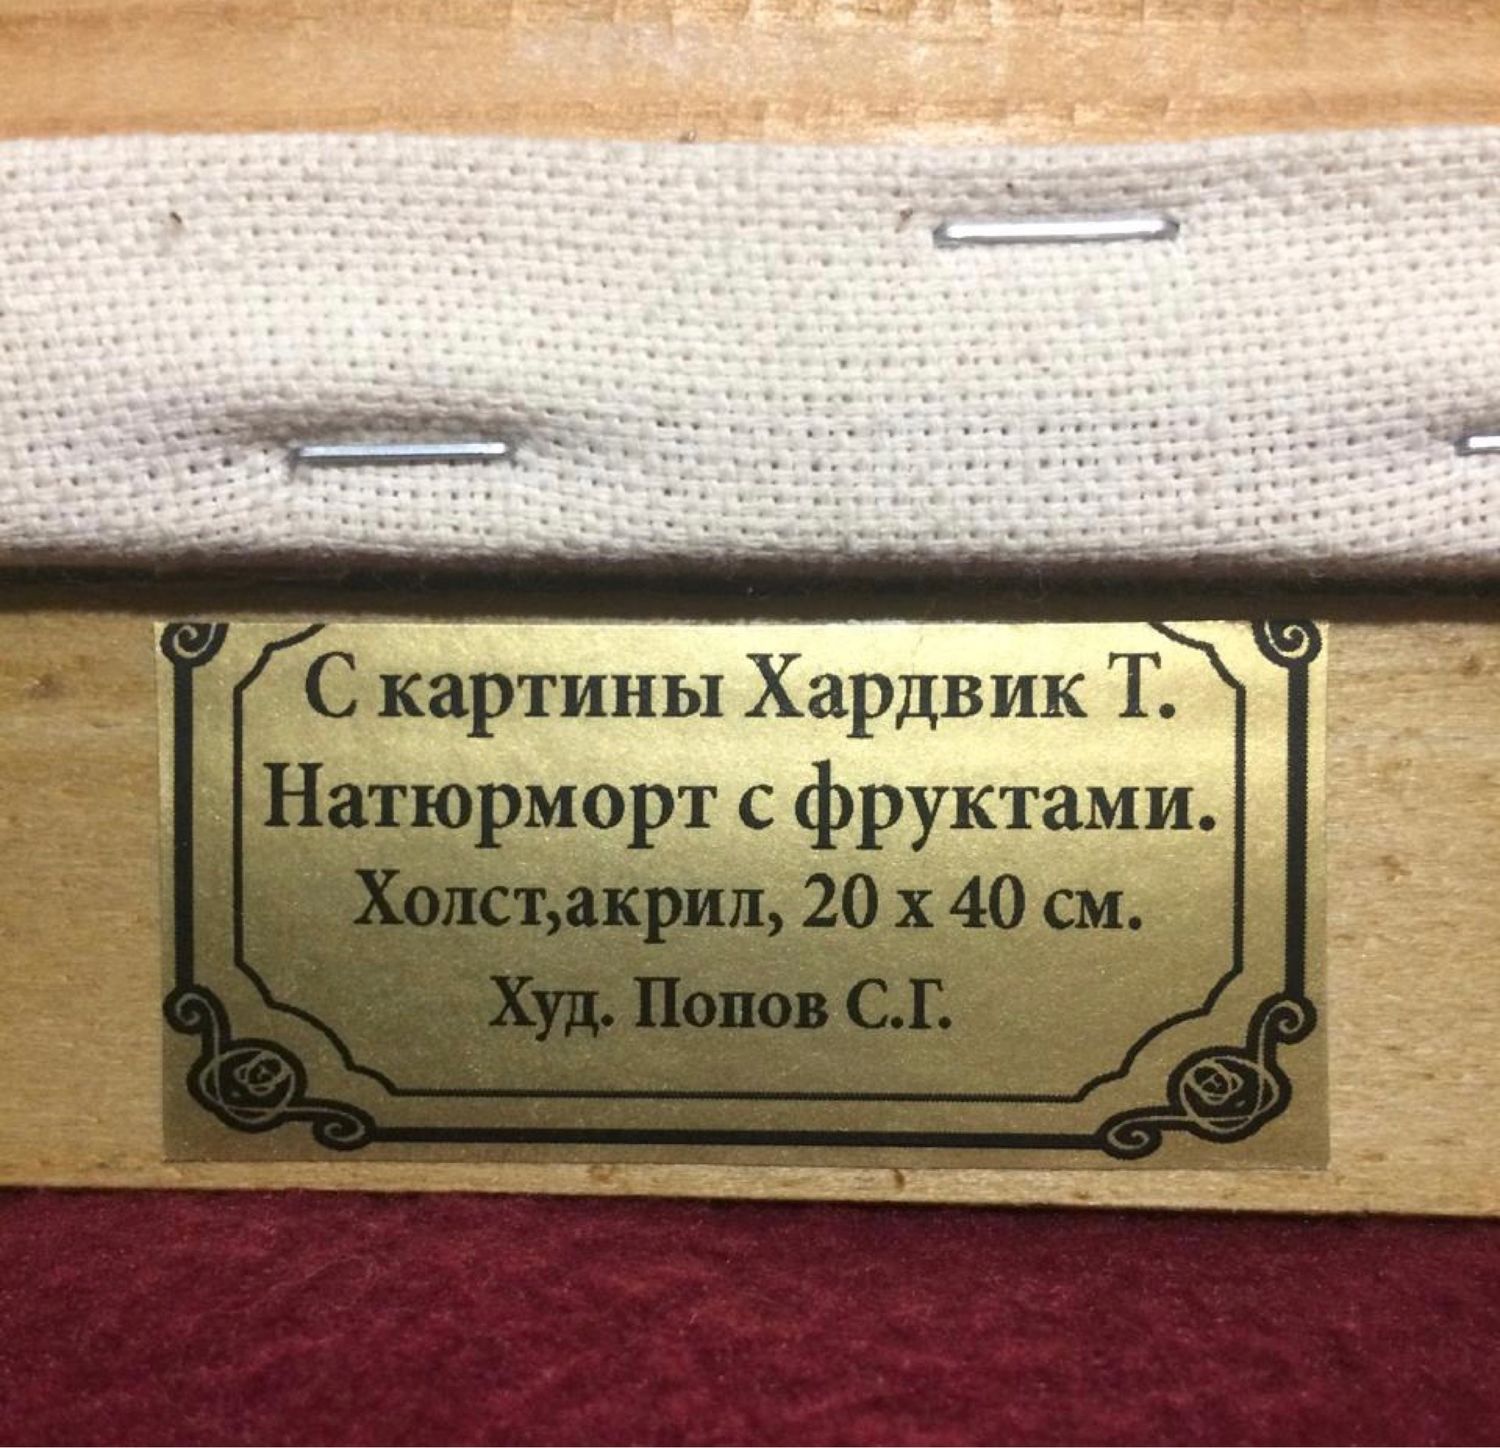 С картины Хардвик Т.
Натюрморт с фруктами.
Холст,акрил, 20 х 40 см.
Худ. Попов С.Г.